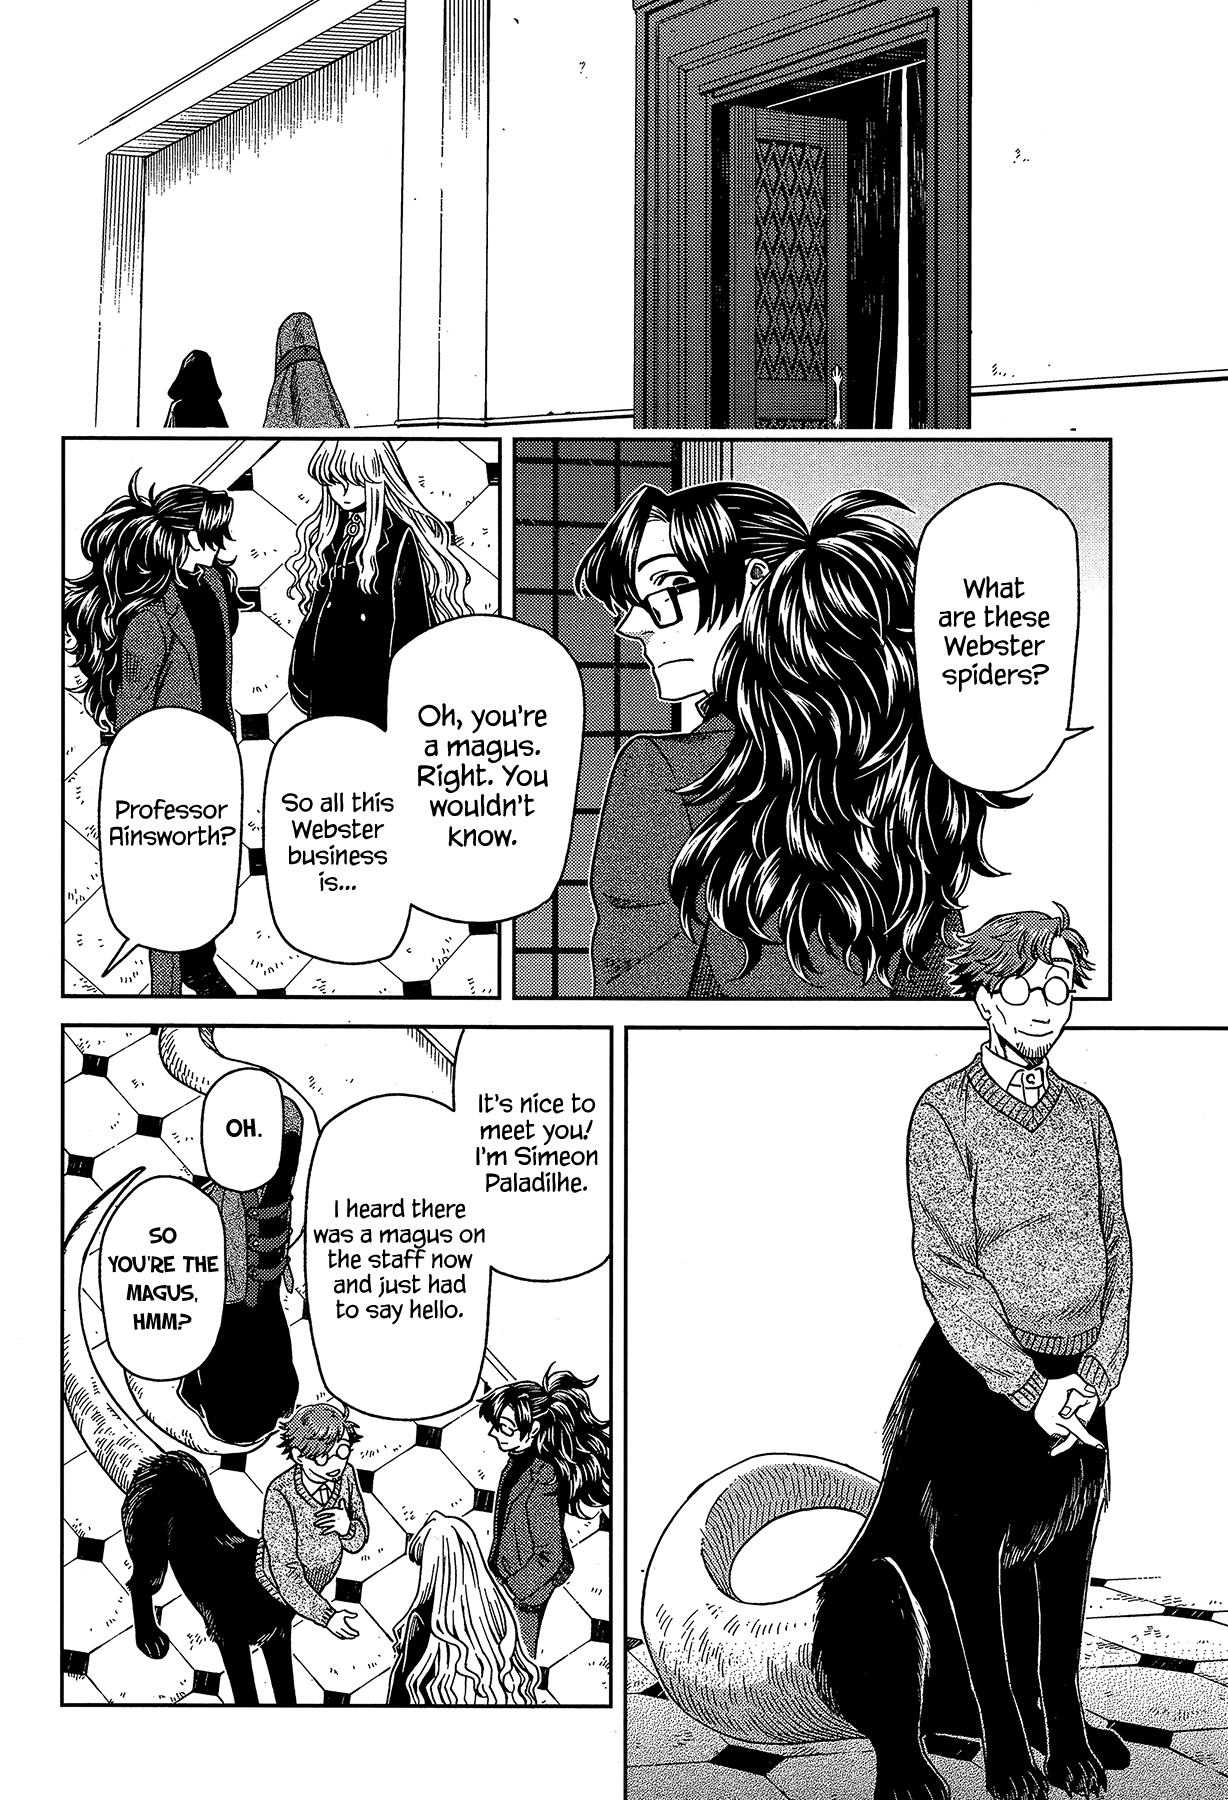 What
are these
Webster
spiders?
Oh, you're
a magus.
Right. You
wouldn't
know.
So all this
Webster
business
is...
Professor
Ainsworth?
It's nice to
meet you!
I'm Simeon
Paladilhe.
I heard there
was a magus on
the staff now
and just had
to say hello.
OH.
SO
YOU'RE THE
MAGUS,
HMM?